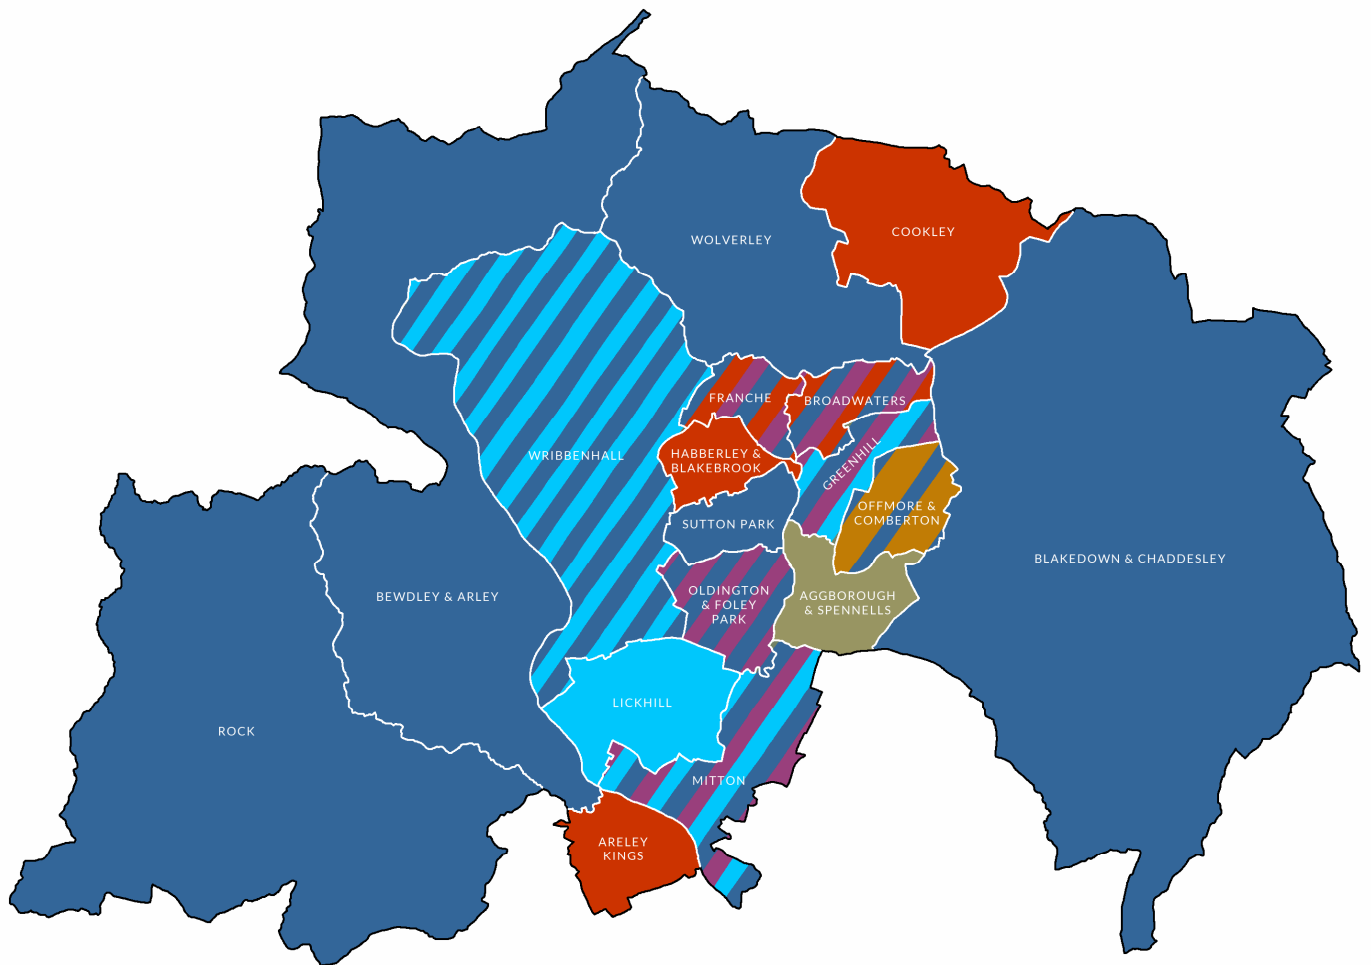 WOLVERLEY
COOKLEY
FRANCHE
BROADWATERS
WRIBBENHALL
HABBERLEY &
BLAKEBROOK
GREENHILL
SUTTON PARK
OFFMORE &
COMBERTON
BLAKEDOWN & CHADDESLEY
BEWDLEY & ARLEY
OLDINGTON
& FOLEY
PARK
AGGBOROUGH
& SPENNELLS
LICKHILL
ROCK
MITTON
ARELEY
KINGS